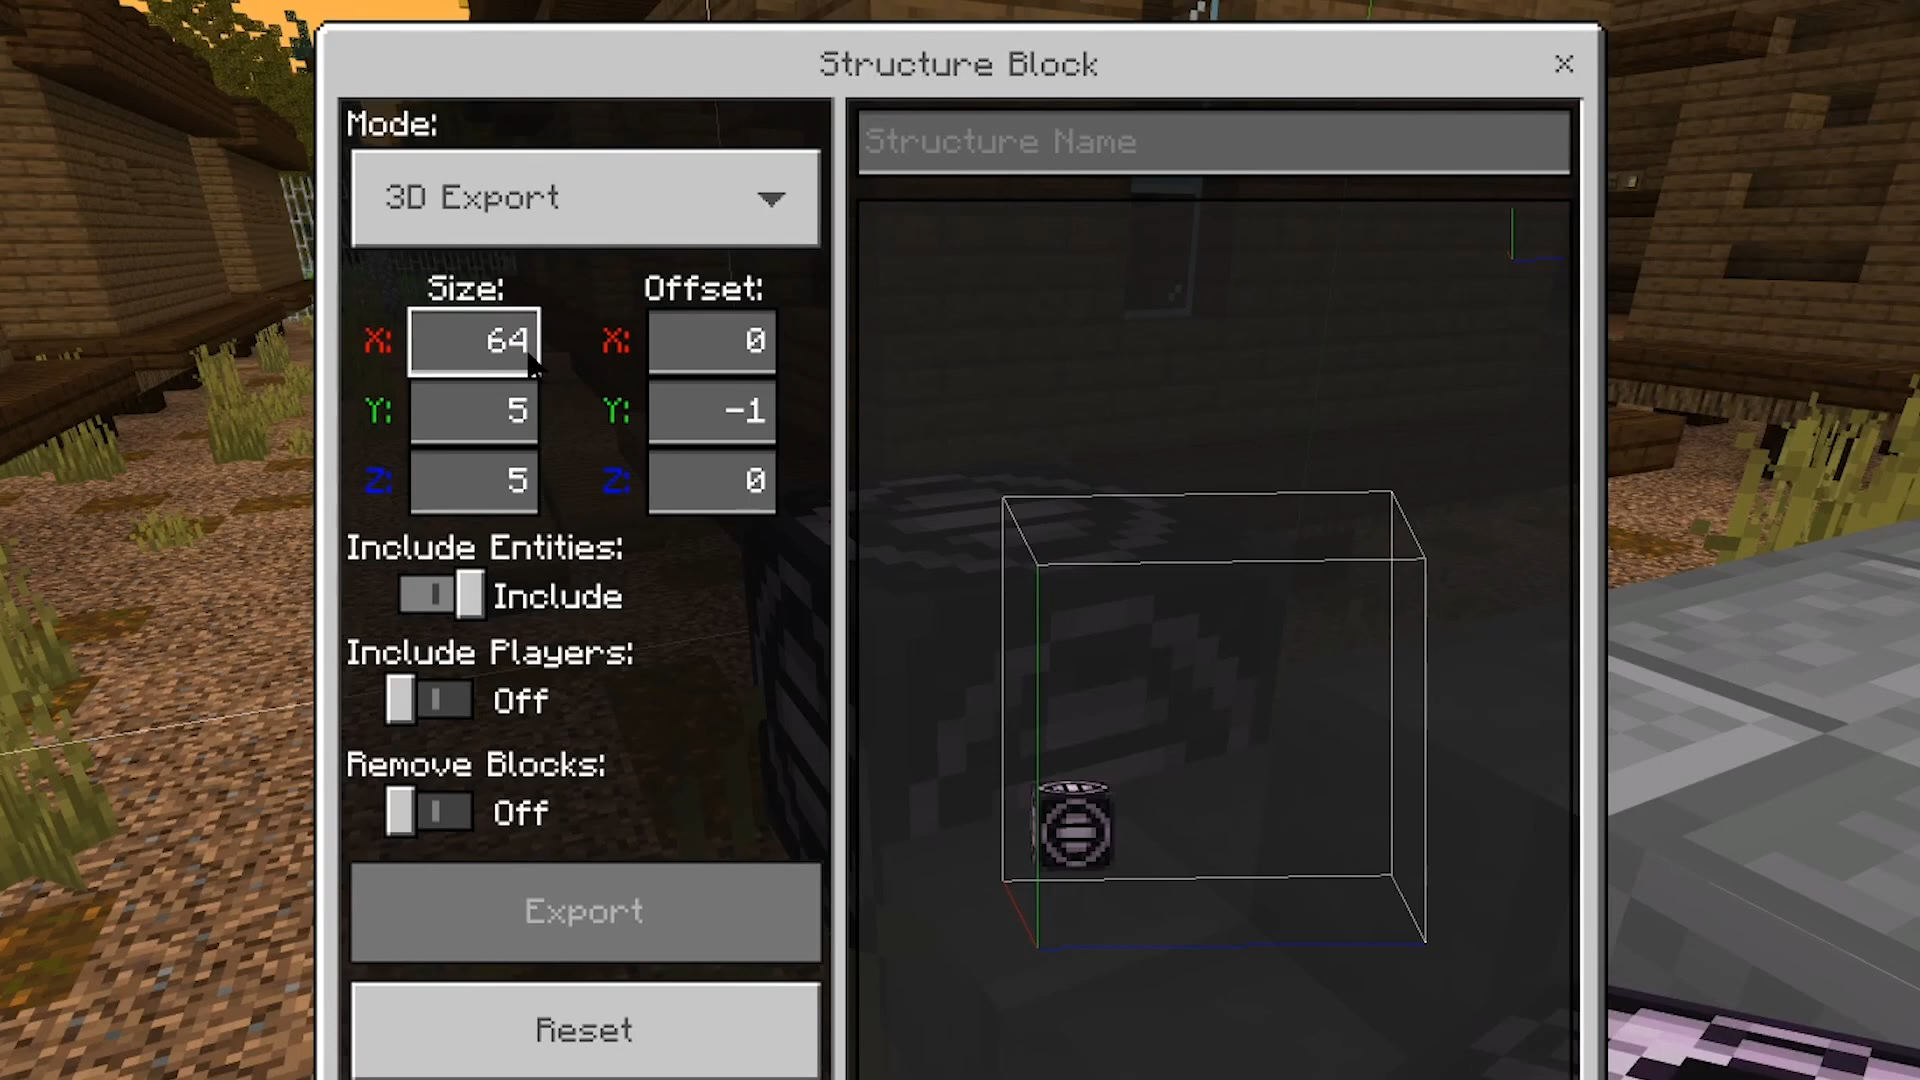 Structure Block
Mode:
3D Export
Structure Name
Size: Offset:
X: 64 X: 0
Y: 5 Y: -1
Z: 5 Z: 0
Include Entities:
Include
Include Players:
Off
Remove Blocks:
Off
Export
Reset